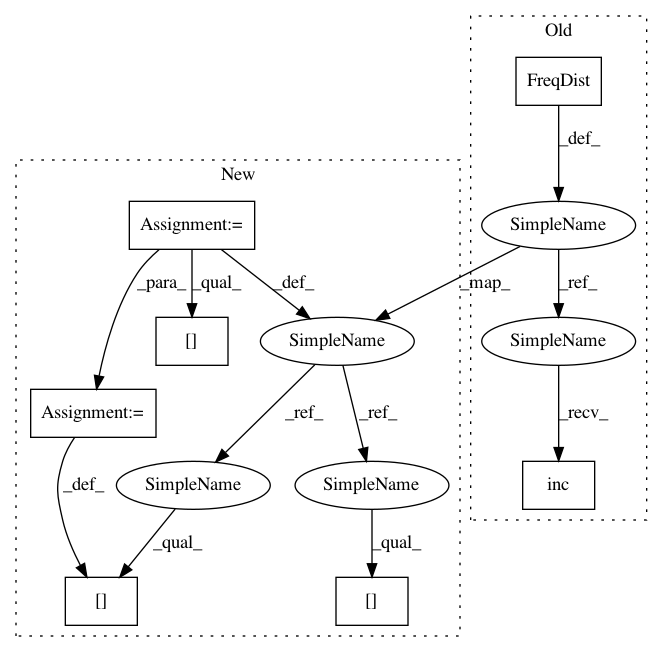 Old
FreqDist
_def_
New
Assignment:=
SimpleName
_para_
_qual_
_def_
_map_
_ref_
[]
SimpleName
SimpleName
Assignment:=
_ref_
_ref_
_recv_
_def_
SimpleName
SimpleName
inc
_qual_
_qual_
[]
[]